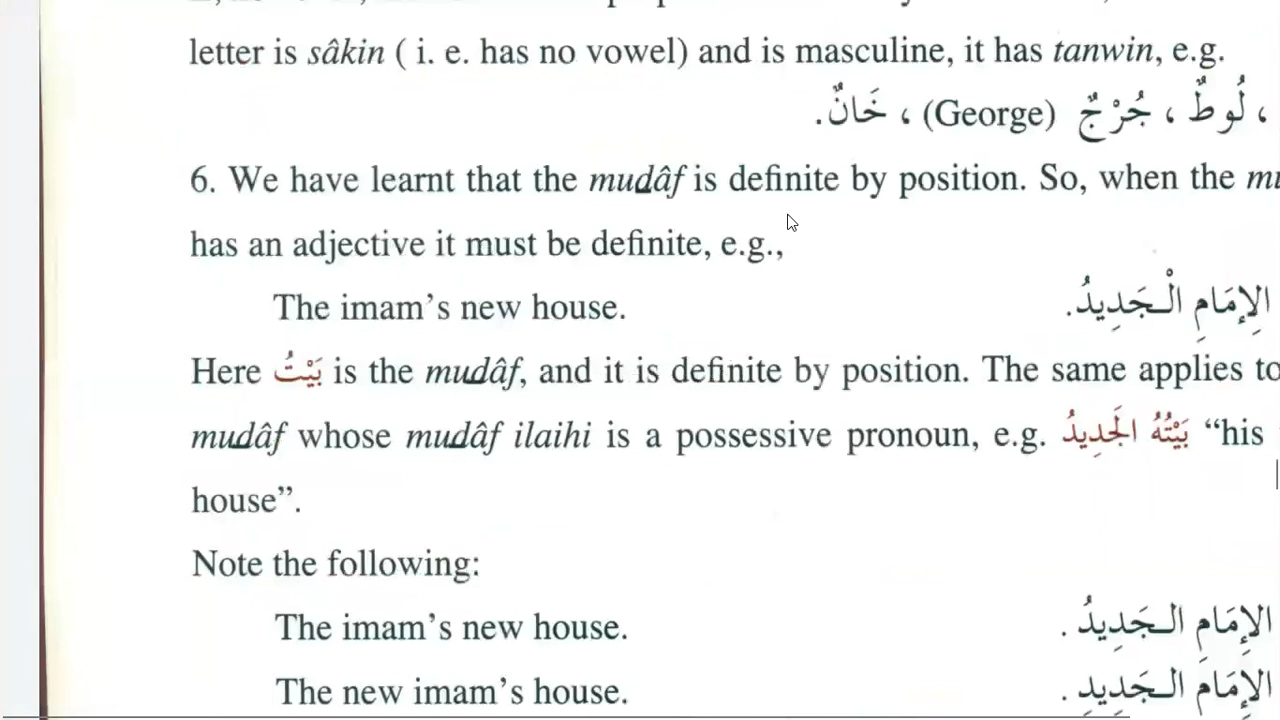 letter is sâkin ( i. e. has no vowel) and is masculine, it has tanwin, e.g.
، لُوطٌ ، جُرْجٌ (George) ، خَانٌ.
6. We have learnt that the mudâf is definite by position. So, when the
has an adjective it must be definite, e.g.,
The imam’s new house. الإِمَامِ الْجَدِيدُ.
Here بَيْتُ is the mudâf, and it is definite by position. The same applies to
mudâf whose mudâf ilaihi is a possessive pronoun, e.g. بَيْتُهُ الجَدِيدُ “his
house”.
Note the following:
The imam’s new house. الإِمَامِ الجَدِيدُ .
The new imam’s house. الإِمَامِ الجَدِيدِ .